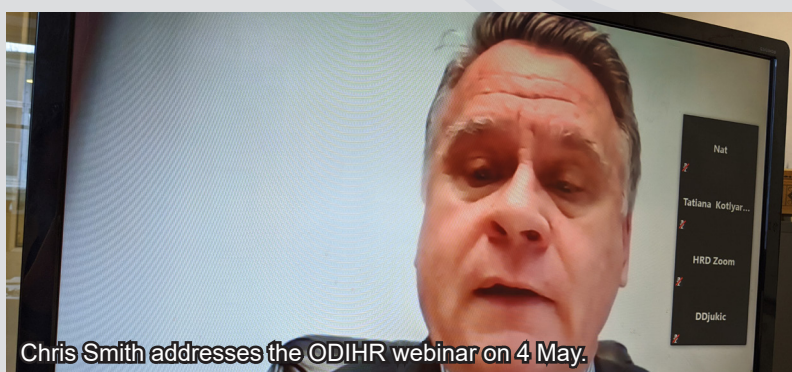 Nat
Tatiana Kotlyar...
HRD Zoom
DDjukic
Chris Smith addresses the ODIHR webinar on 4 May.